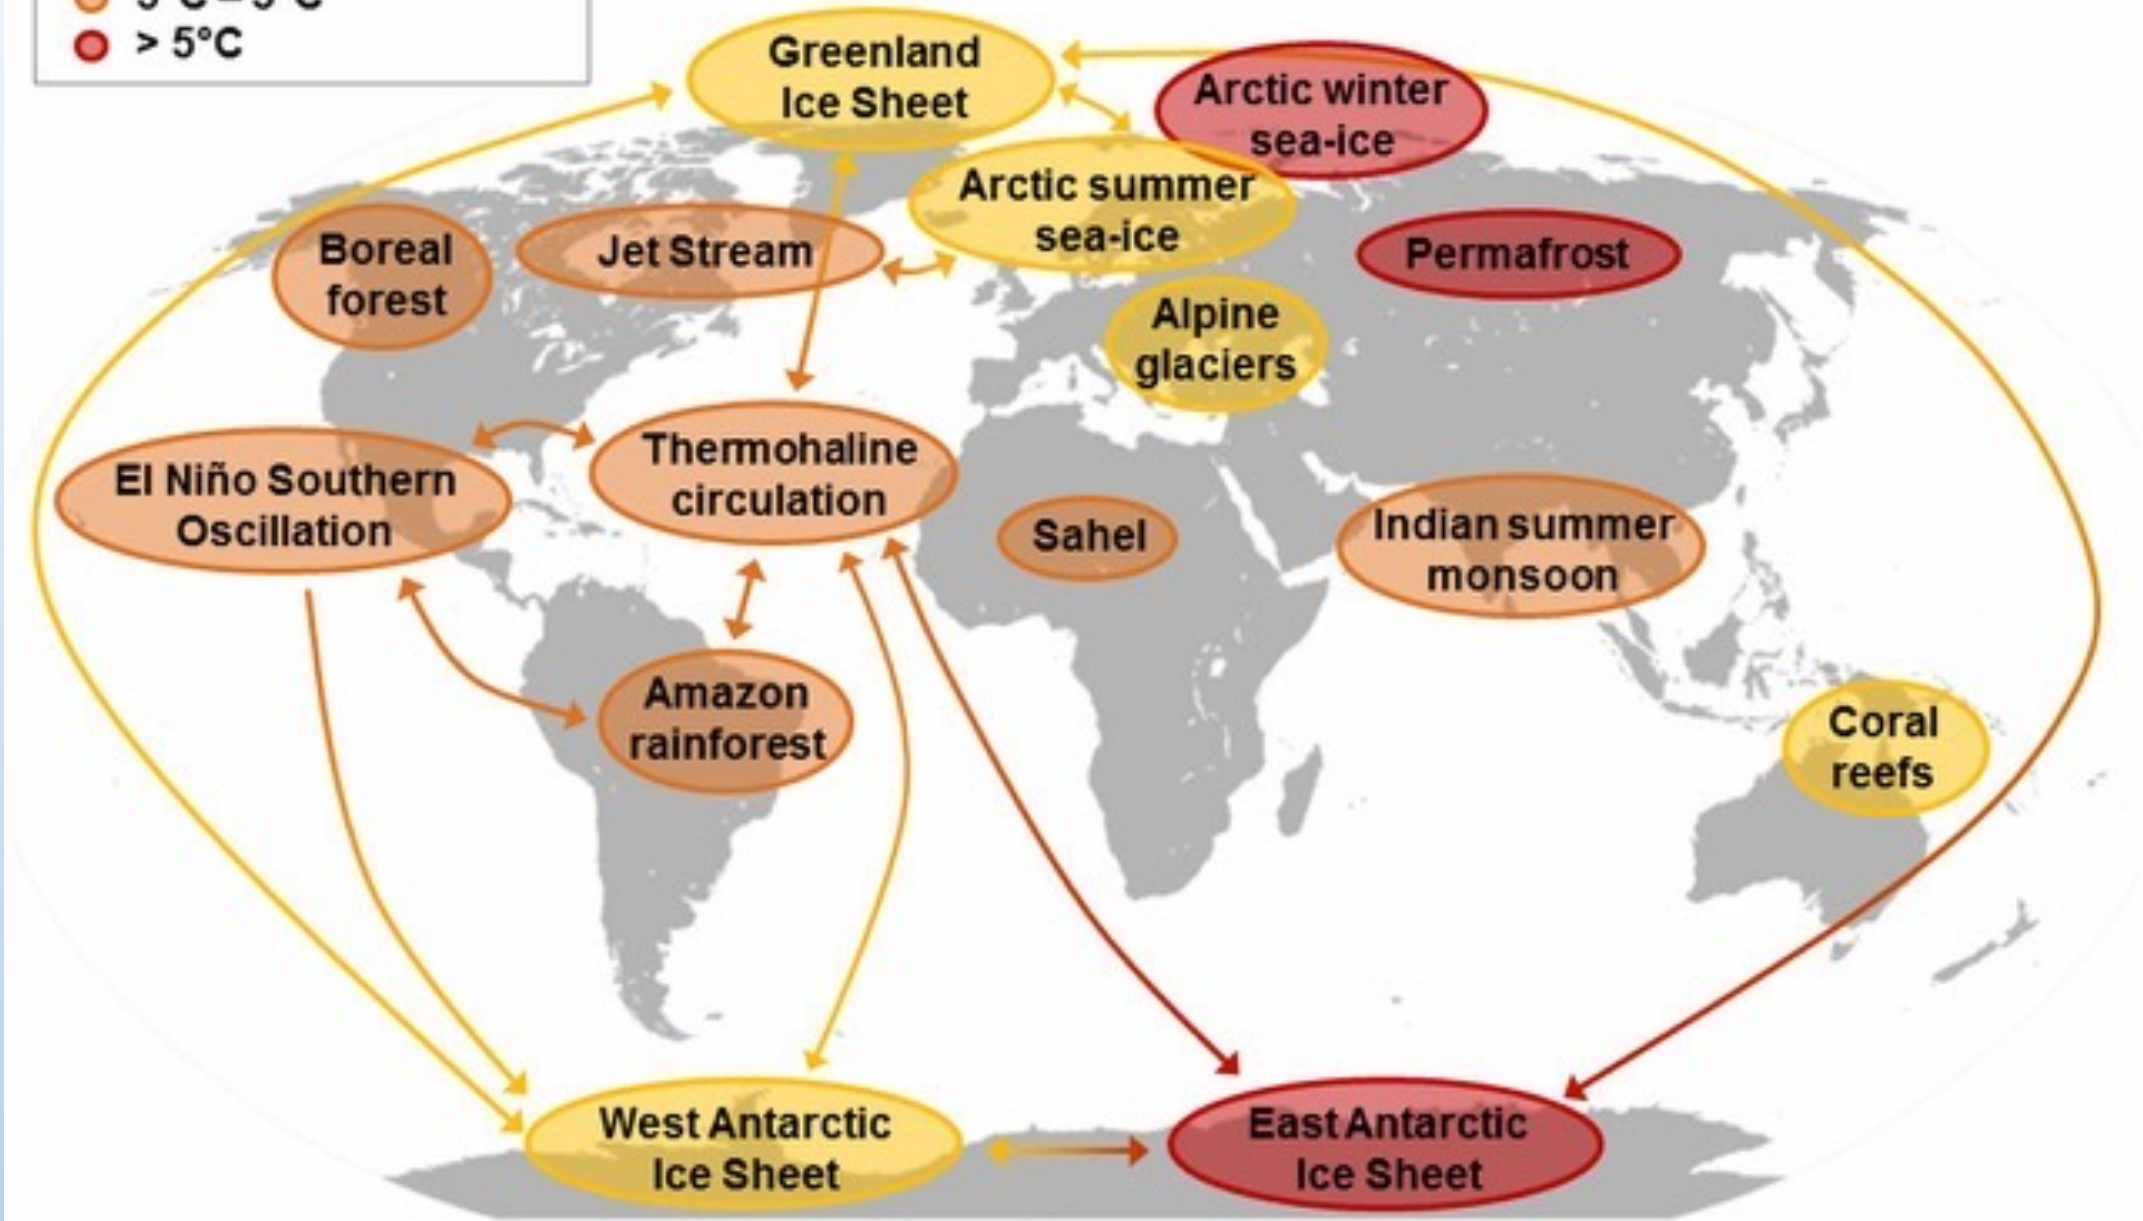 3°C – 5°C
> 5°C
Greenland
Ice Sheet
Arctic winter
sea-ice
Arctic summer
sea-ice
Boreal
forest
Jet Stream
Permafrost
Alpine
glaciers
El Niño Southern
Oscillation
Thermohaline
circulation
Sahel
Indian summer
monsoon
Amazon
rainforest
Coral
reefs
West Antarctic
Ice Sheet
East Antarctic
Ice Sheet